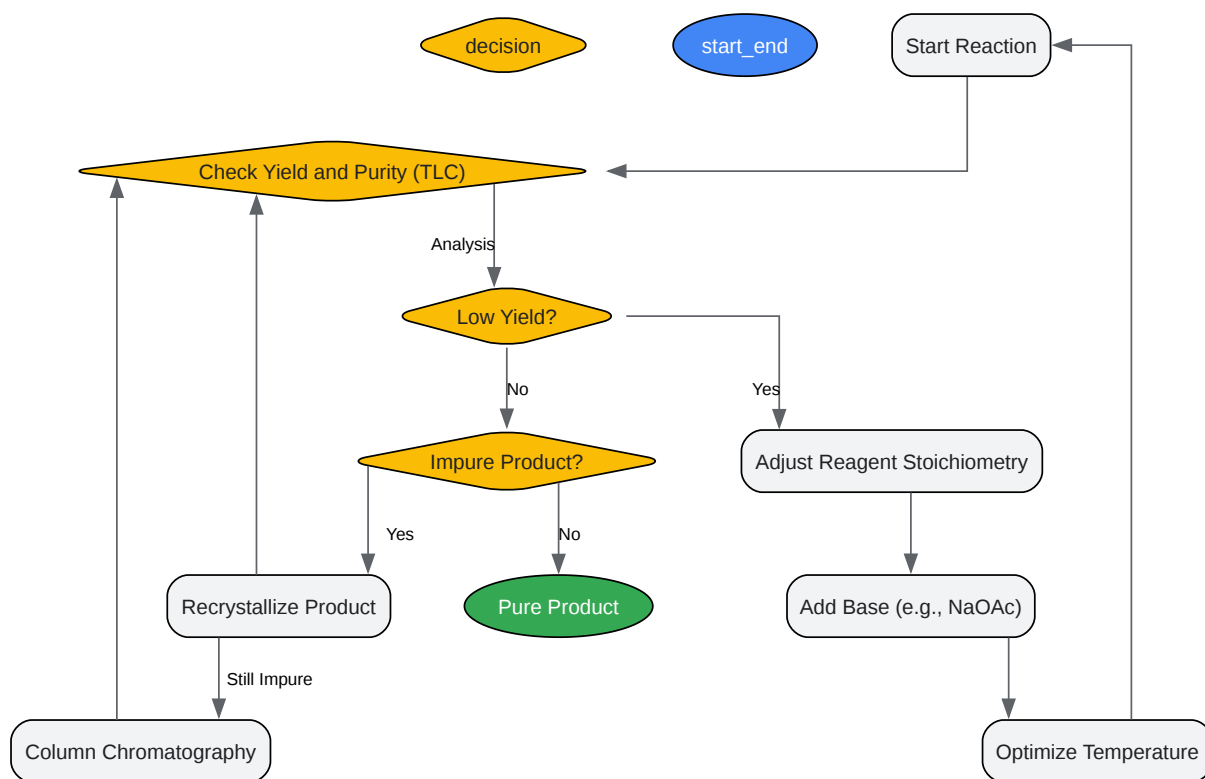 decision
start_end
Start Reaction
Check Yield and Purity (TLC)
Analysis
Low Yield?
No
Yes
Impure Product?
Adjust Reagent Stoichiometry
Yes
No
Recrystallize Product
Pure Product
Add Base (e.g., NaOAc)
Still Impure
Column Chromatography
Optimize Temperature